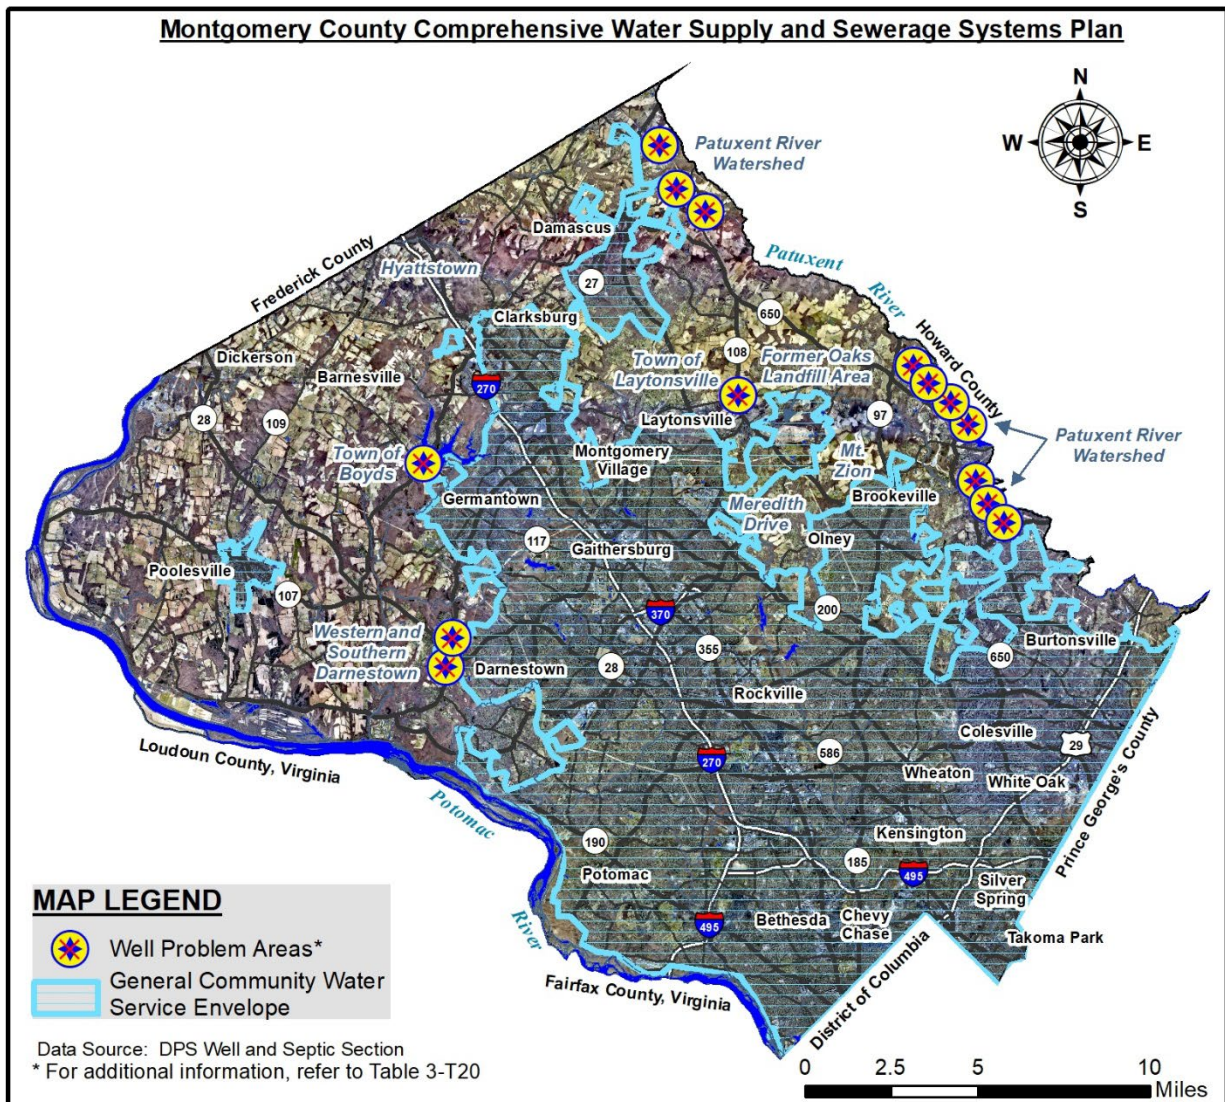 Montgomery County Comprehensive Water Supply and Sewerage Systems Plan
N
W
E
S
Patuxent River
Watershed
Damascus
Patuxent
River
Frederick County
Hyattstown
27
650
Clarksburg
Howard County
Dickerson
Barnesville
270
108
Town of
Laytonsville
Former Oaks
Landfill Area
28
109
Laytonsville
97
Patuxent River
Watershed
Town of
Boyds
Montgomery
Village
Mt.
Zion
Germantown
Brookeville
Meredith
Drive
117
Gaithersburg
Olney
Poolesville
107
370
200
Western and
Southern
Darnestown
Darnestown
28
355
650
Burtonsville
Rockville
Loudoun County, Virginia
Colesville
29
270
586
Wheaton
White Oak
Potomac
River
190
Kensington
185
495
Prince George's County
Potomac
Silver
Spring
495
Bethesda
Chevy
Chase
Takoma Park
District of Columbia
Fairfax County, Virginia
MAP LEGEND
Well Problem Areas*
General Community Water
Service Envelope
Data Source: DPS Well and Septic Section
* For additional information, refer to Table 3-T20
0 2.5 5 10
Miles